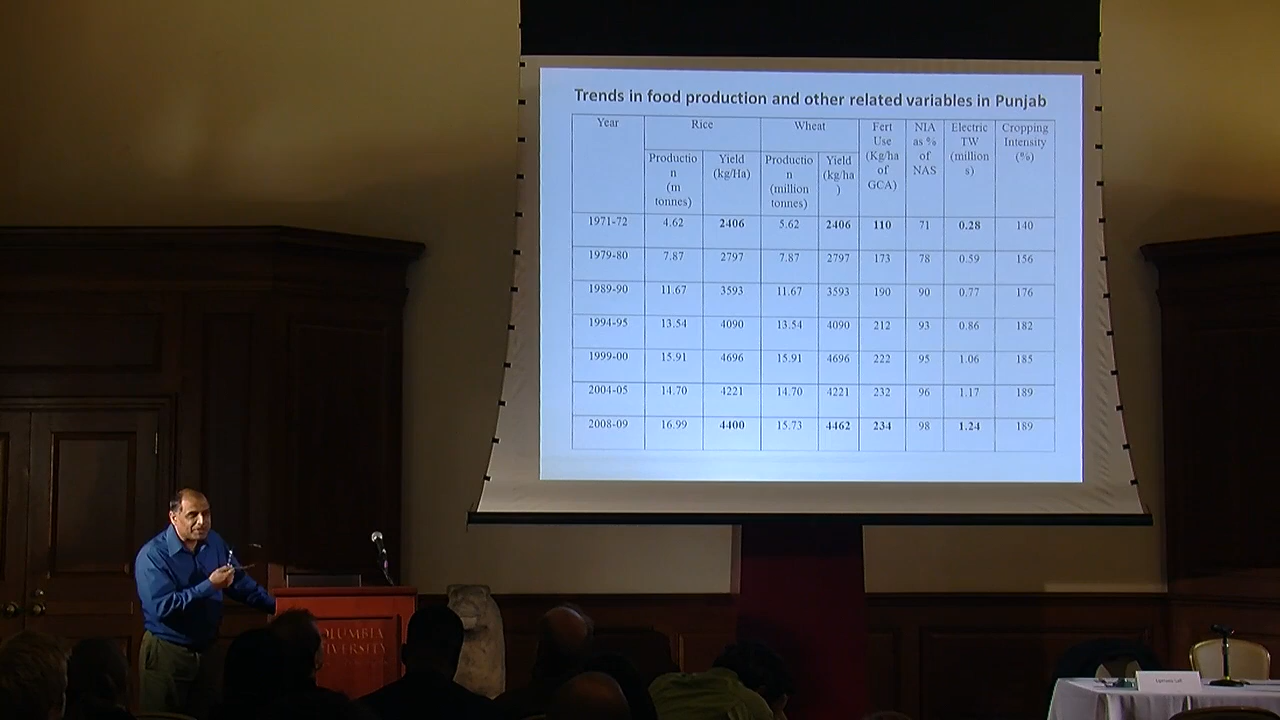 Trends in food production and other related variables in Punjab
Year Rice Wheat Fert Use (Kg/ha of GCA) NIA as % of NAS Electric TW (million s) Cropping Intensity (%)
Productio n (m tonnes) Yield (kg/Ha) Productio n (million tonnes) Yield (kg/ha )
1971-72 4.62 2406 5.62 2406 110 71 0.28 140
1979-80 7.87 2797 7.87 2797 173 78 0.59 156
1989-90 11.67 3593 11.67 3593 190 90 0.77 176
1994-95 13.54 4090 13.54 4090 212 93 0.86 182
1999-00 15.91 4696 15.91 4696 222 95 1.06 185
2004-05 14.70 4221 14.70 4221 232 96 1.17 189
2008-09 16.99 4400 15.73 4462 234 98 1.24 189